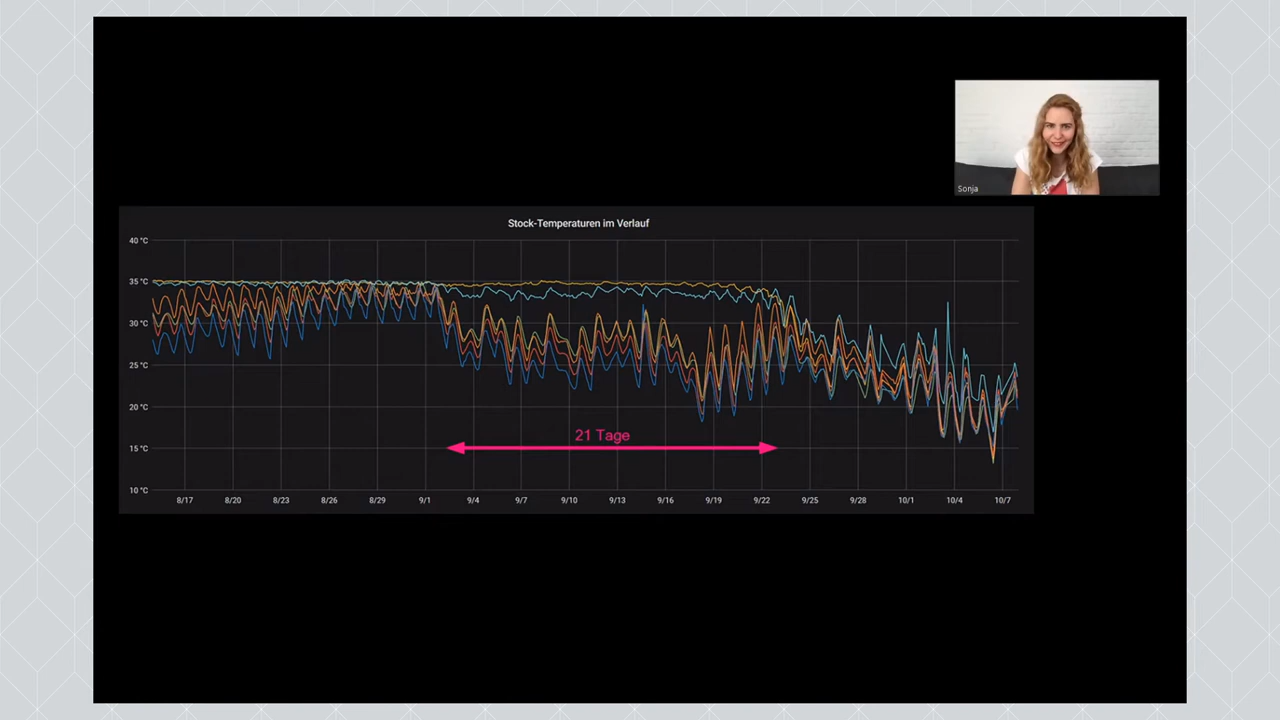 Sonja
Stock-Temperaturen im Verlauf
40 °C
35 °C
30 °C
25 °C
20 °C
15 °C
10 °C
21 Tage
8/17 8/20 8/23 8/26 8/29 9/1 9/4 9/7 9/10 9/13 9/16 9/19 9/22 9/25 9/28 10/1 10/4 10/7